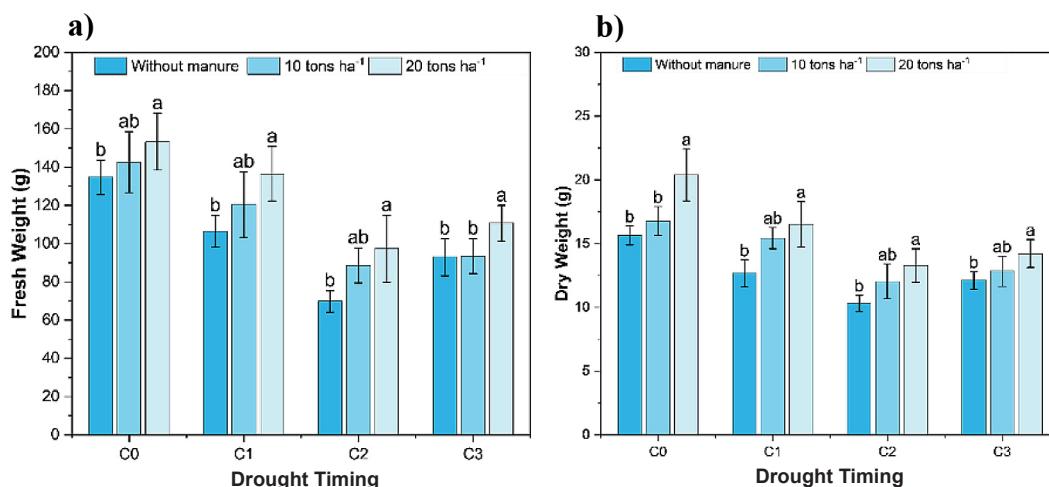 a)
200
180
160
140
120
100
80
60
40
20
0
Fresh Weight (g)
Without manure 10 tons ha⁻¹ 20 tons ha⁻¹
b ab a
b ab a
b ab a
b b a
C0 C1 C2 C3
Drought Timing
b)
30
25
20
15
10
5
0
Dry Weight (g)
Without manure 10 tons ha⁻¹ 20 tons ha⁻¹
b b a
b ab a
b ab a
b ab a
C0 C1 C2 C3
Drought Timing